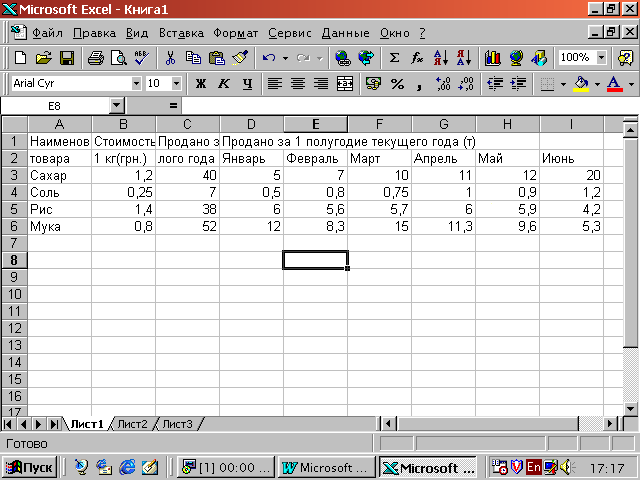 Microsoft Excel - Книга1
Файл Правка Вид Вставка Формат Сервис Данные Окно ?
100%
Arial Cyr 10 Ж К Ч
E8 =
A B C D E F G H I
1 Наименов Стоимость Продано з Продано за 1 полугодие текущего года (т)
2 товара 1 кг(грн.) лого года Январь Февраль Март Апрель Май Июнь
3 Сахар 1,2 40 5 7 10 11 12 20
4 Соль 0,25 7 0,5 0,8 0,75 1 0,9 1,2
5 Рис 1,4 38 6 5,6 5,7 6 5,9 4,2
6 Мука 0,8 52 12 8,3 15 11,3 9,6 5,3
7
8
9
10
11
12
13
14
15
16
17
Лист1 Лист2 Лист3
Готово
Пуск [1] 00:00 ... Microsoft ... Microsoft ... En 17:17